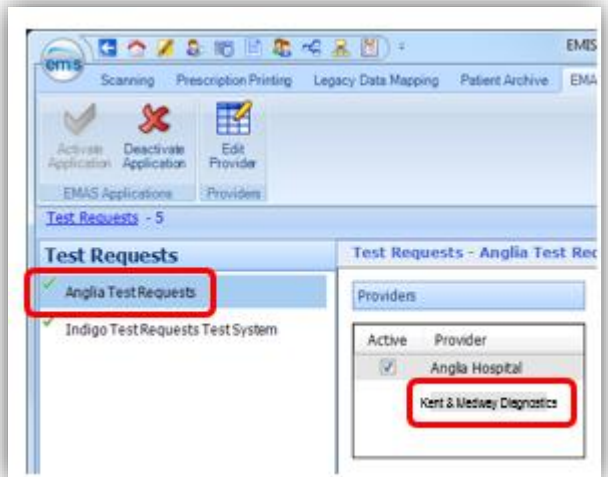 EMIS
emis
Scanning Prescription Printing Legacy Data Mapping Patient Archive EMA
Activate Application
Deactivate Application
Edit Provider
EMAS Applications Providers
Test Requests - 5
Test Requests
Anglia Test Requests
Indigo Test Requests Test System
Test Requests - Anglia Test Rec
Providers
Active Provider
Anglia Hospital
Kent & Medway Diagnostics